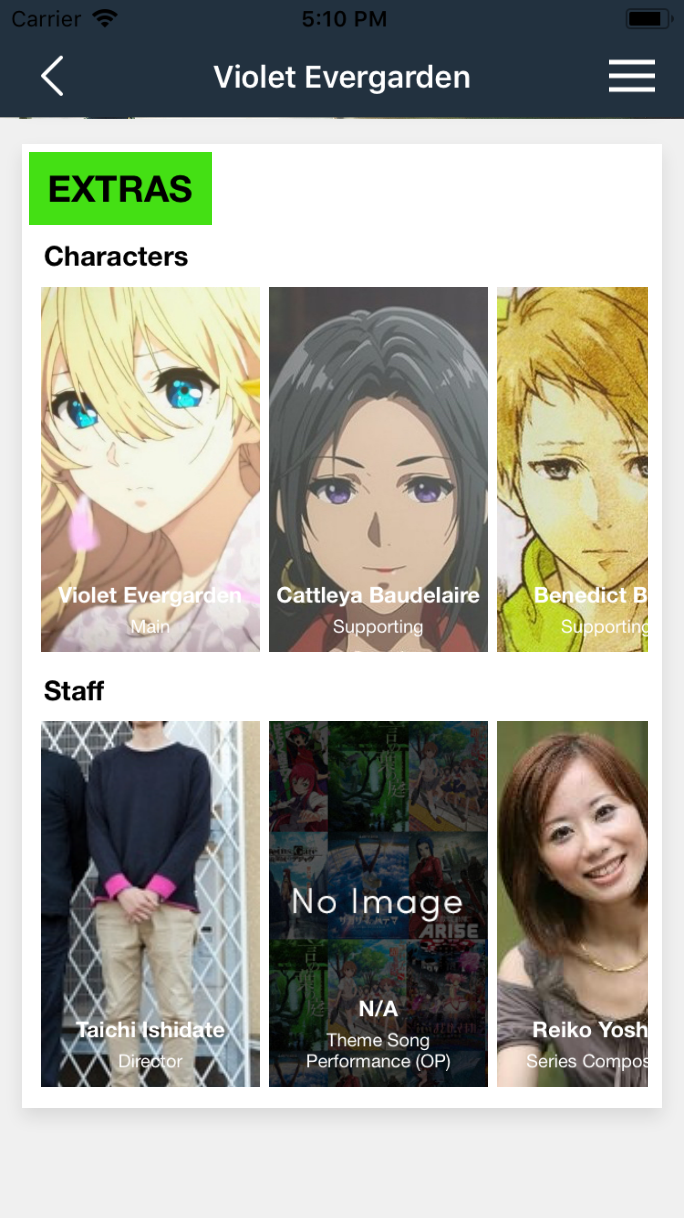 Carrier 5:10 PM
Violet Evergarden
EXTRAS
Characters
Violet Evergarden
Main
Cattleya Baudelaire
Supporting
Benedict B
Supporting
Staff
Taichi Ishidate
Director
No Image
ARISE
N/A
Theme Song
Performance (OP)
Reiko Yosh
Series Compos